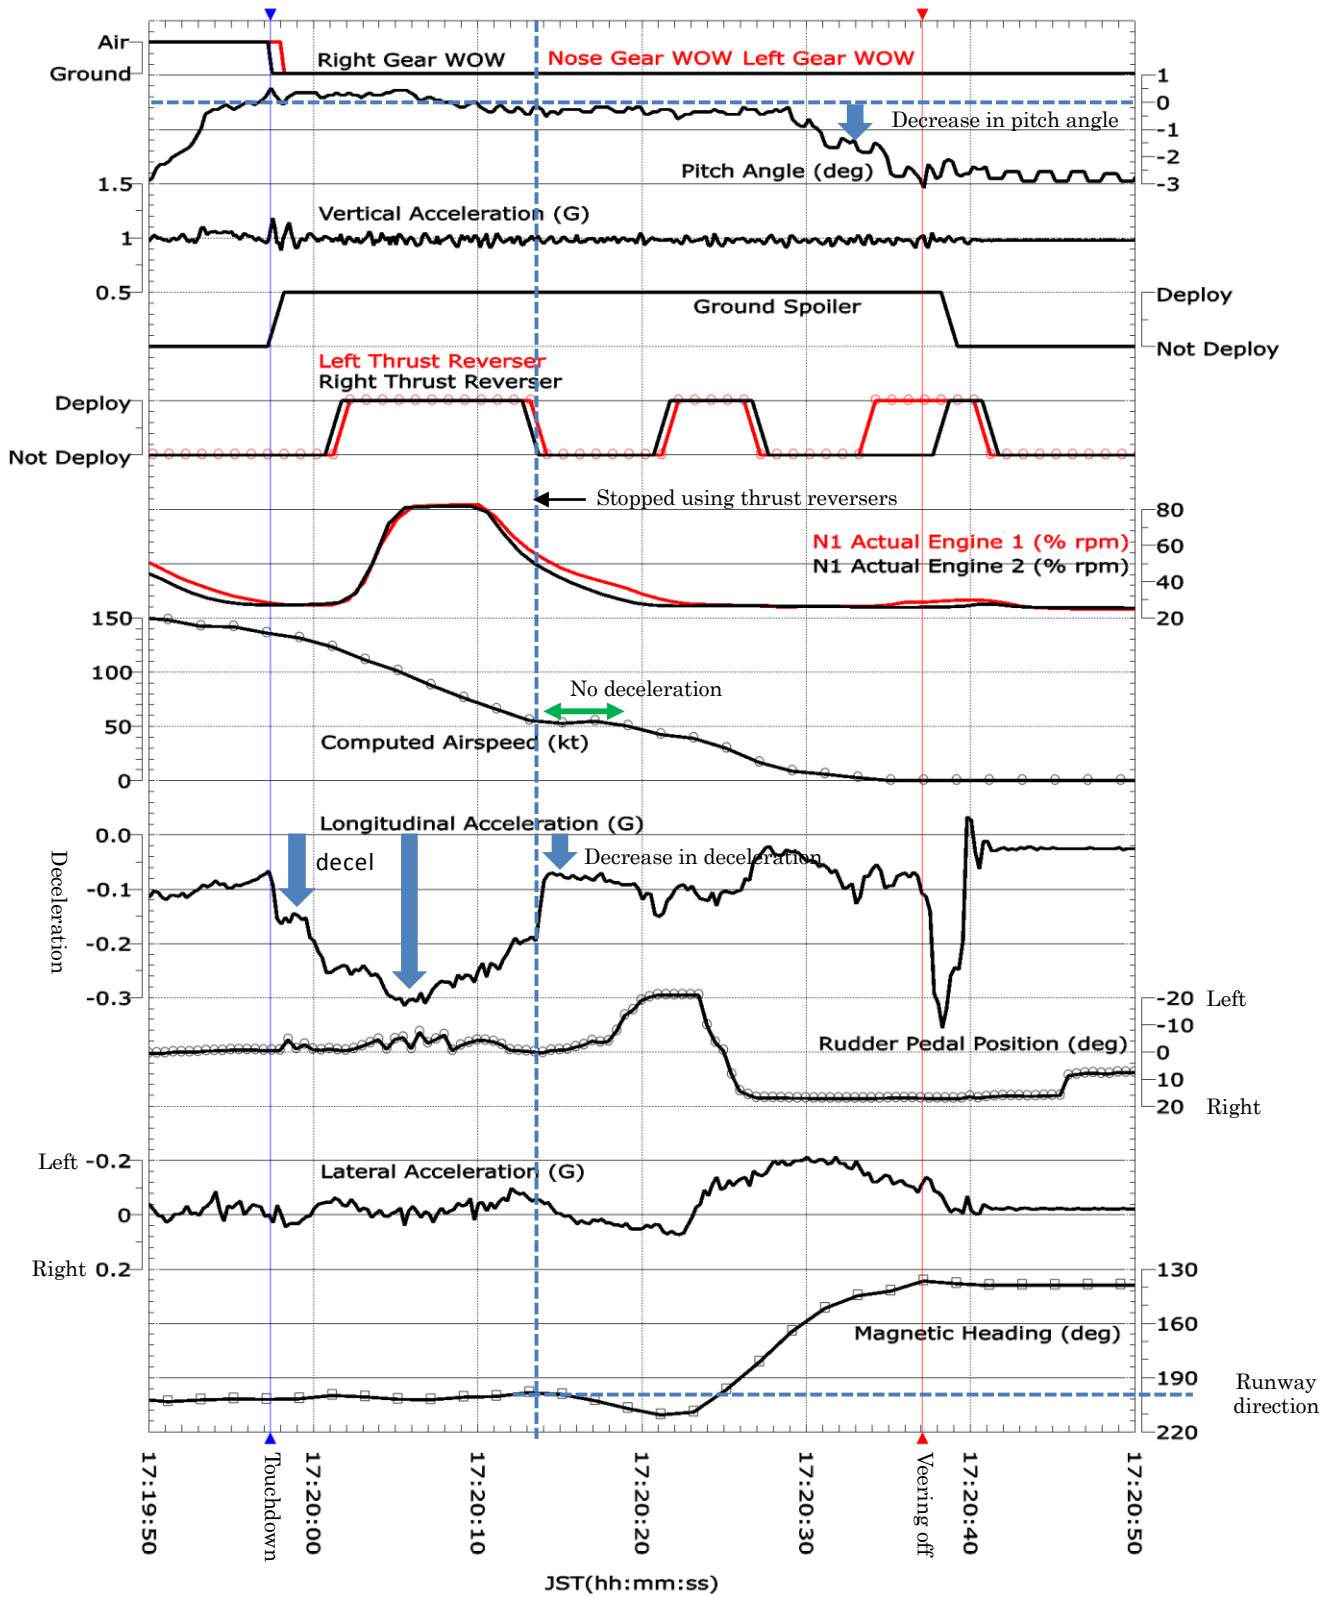 Air
Ground
Right Gear WOW
Nose Gear WOW Left Gear WOW
1
0
-1
-2
-3
Decrease in pitch angle
Pitch Angle (deg)
1.5
1
0.5
Vertical Acceleration (G)
Ground Spoiler
Deploy
Not Deploy
Left Thrust Reverser
Right Thrust Reverser
Deploy
Not Deploy
Stopped using thrust reversers
80
60
40
20
N1 Actual Engine 1 (% rpm)
N1 Actual Engine 2 (% rpm)
150
100
50
0
No deceleration
Computed Airspeed (kt)
Longitudinal Acceleration (G)
0.0
-0.1
-0.2
-0.3
Deceleration
decel
Decrease in deceleration
-20
-10
0
10
20
Left
Right
Rudder Pedal Position (deg)
Left -0.2
0
Right 0.2
Lateral Acceleration (G)
130
160
190
220
Magnetic Heading (deg)
Runway
direction
17:19:50
Touchdown
17:20:00
17:20:10
17:20:20
17:20:30
Veering off
17:20:40
17:20:50
JST(hh:mm:ss)